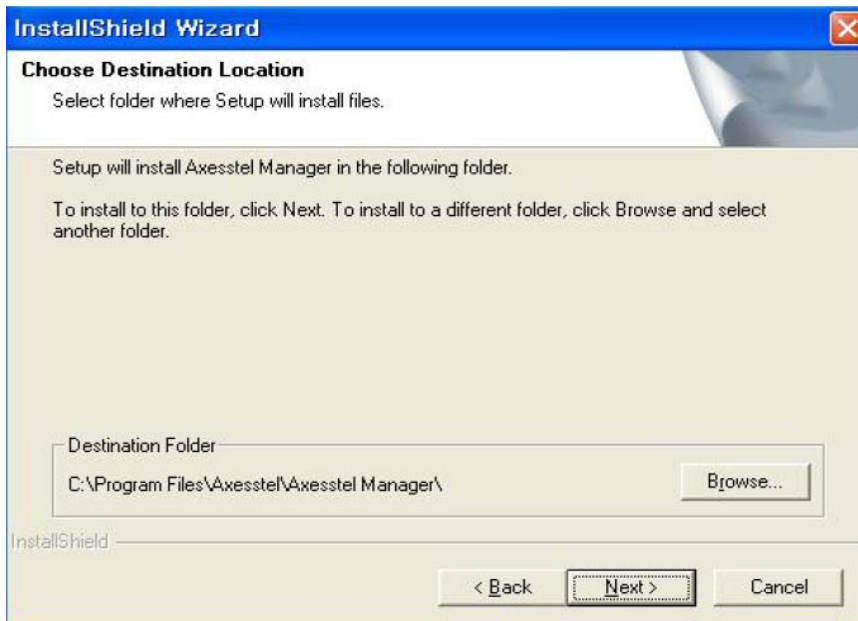 InstallShield Wizard
Choose Destination Location
Select folder where Setup will install files.
Setup will install Axesstel Manager in the following folder.
To install to this folder, click Next. To install to a different folder, click Browse and select
another folder.
Destination Folder
C:\Program Files\Axesstel\Axesstel Manager\
Browse...
InstallShield
< Back
Next >
Cancel